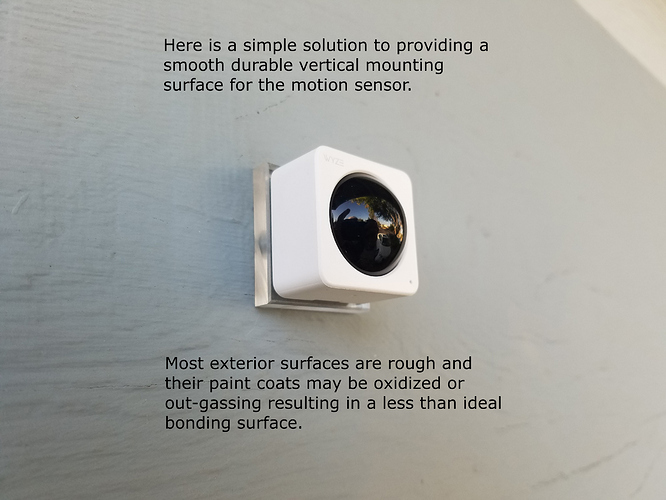 Here is a simple solution to providing a
smooth durable vertical mounting
surface for the motion sensor.
WYZE
Most exterior surfaces are rough and
their paint coats may be oxidized or
out-gassing resulting in a less than ideal
bonding surface.